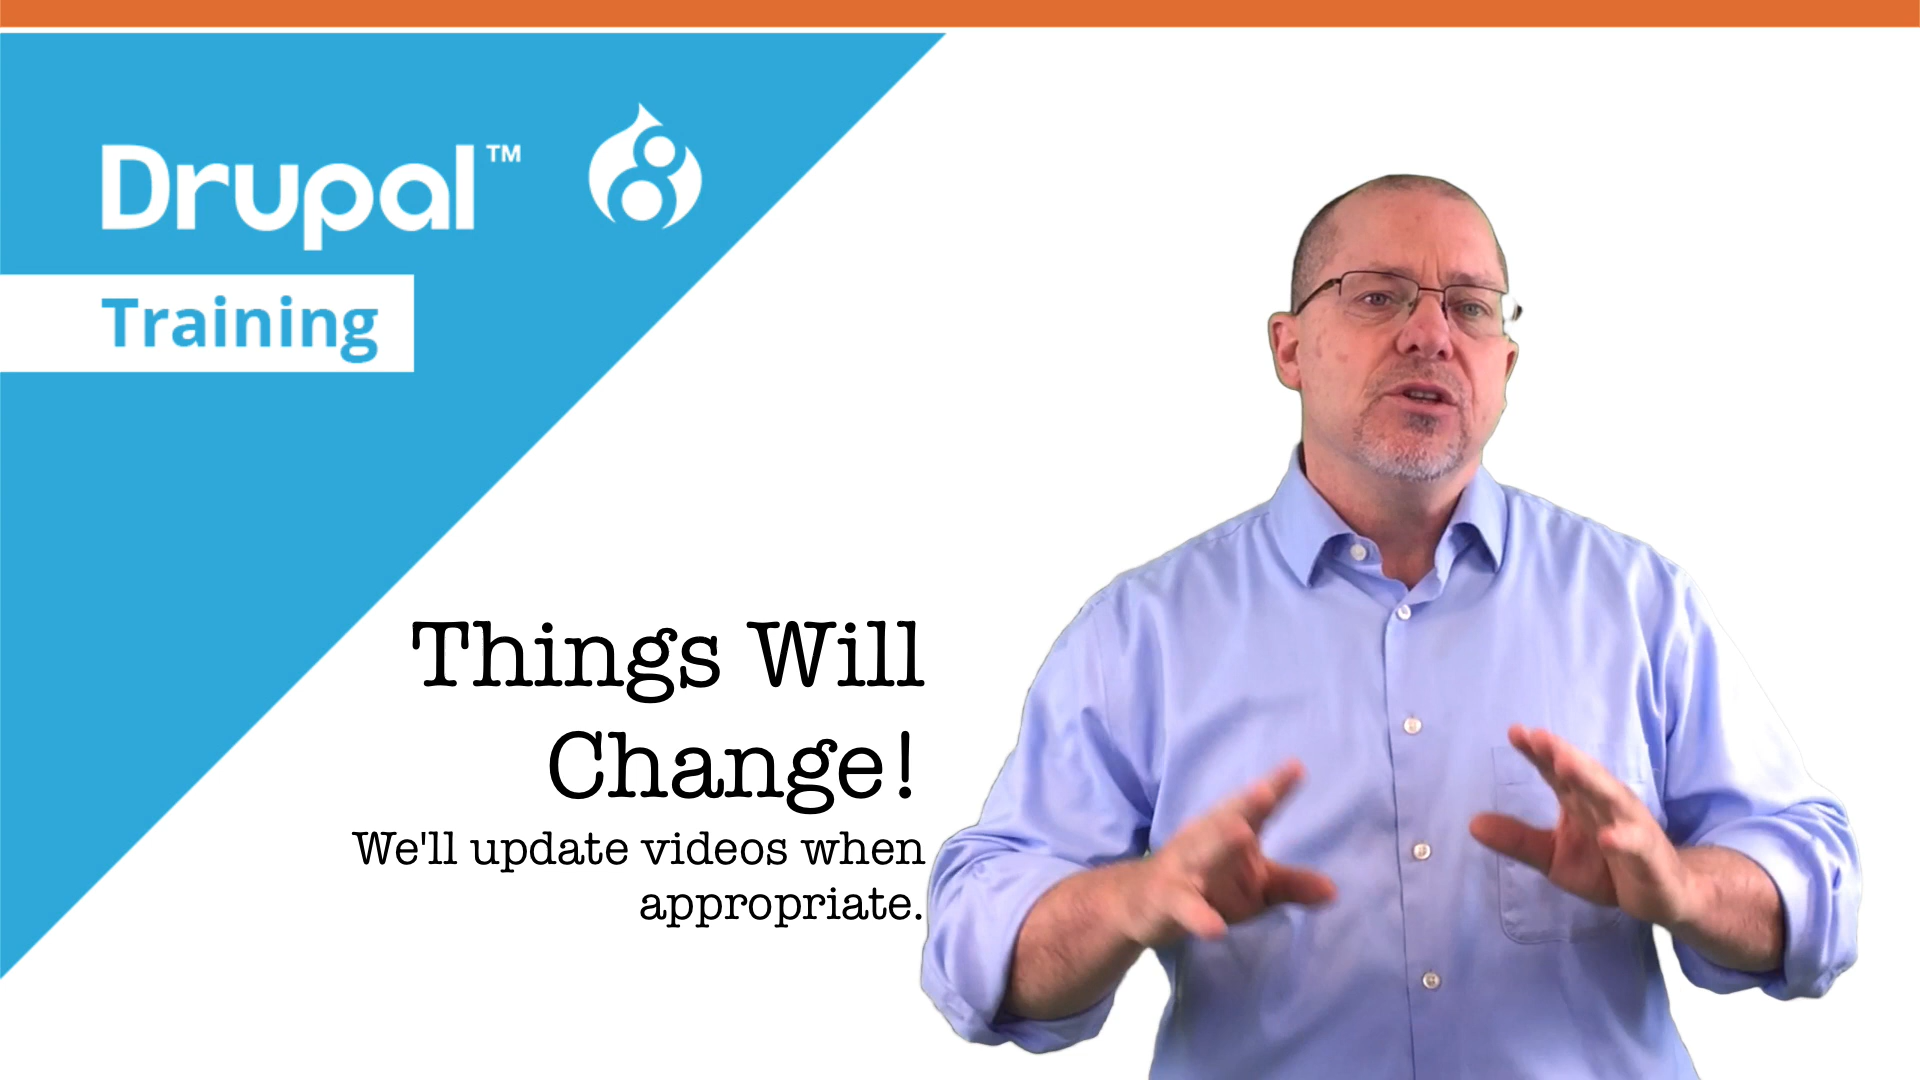 Drupal™
Training
Things Will
Change!
We'll update videos when
appropriate.